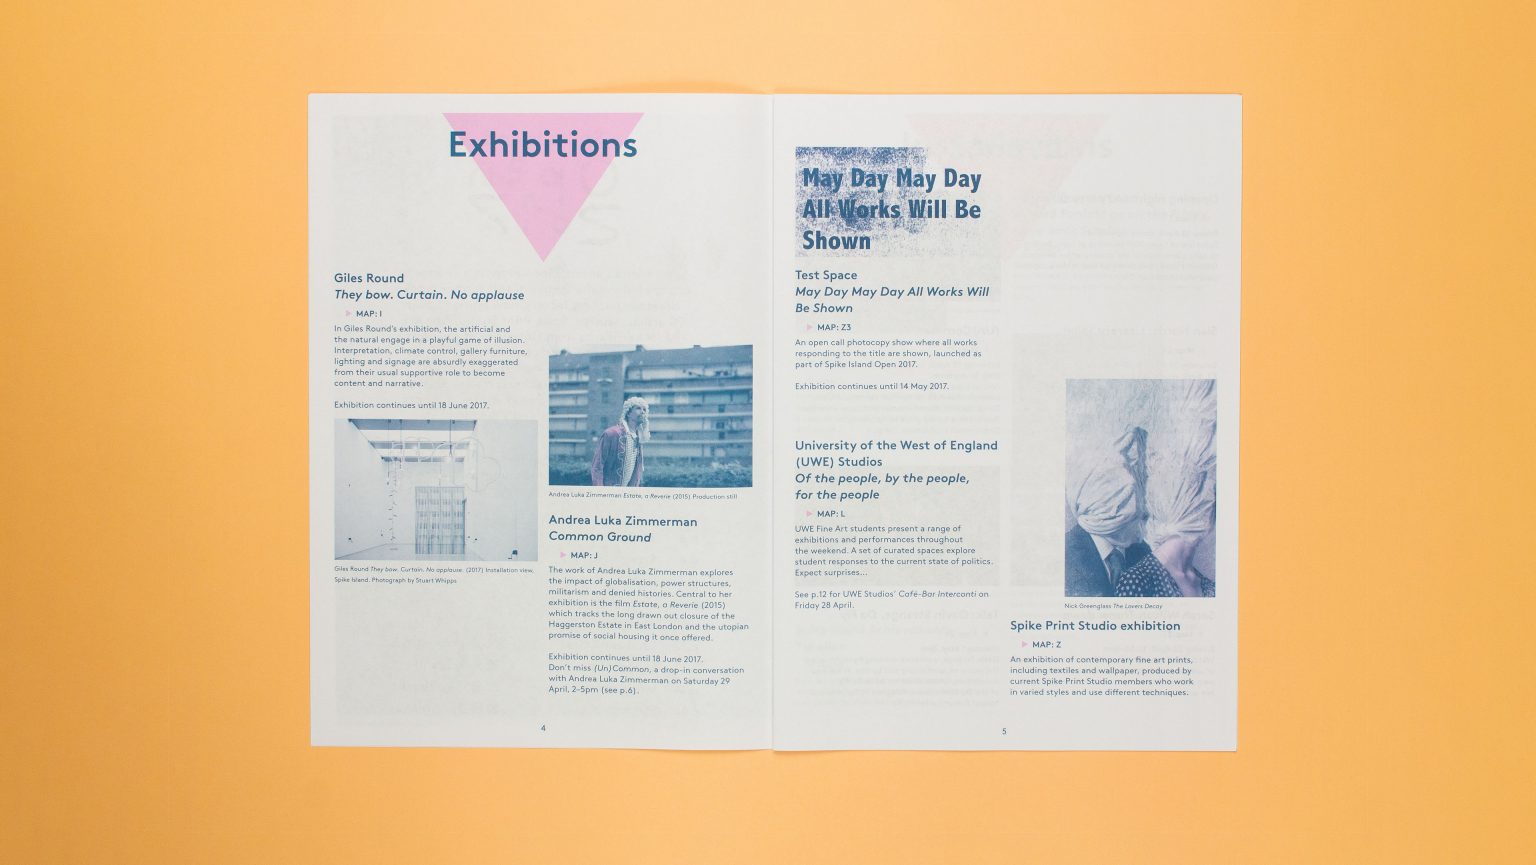 Exhibitions
Giles Round
They bow. Curtain. No applause
MAP: I
In Giles Round's exhibition, the artificial and
the natural engage in a playful game of illusion.
Interpretation, climate control, gallery furniture,
lighting and signage are absurdly exaggerated
from their usual supportive role to become
content and narrative.
Exhibition continues until 18 June 2017.
Giles Round They bow. Curtain. No applause. (2017) Installation view,
Spike Island. Photograph by Stuart Whipps
Andrea Luka Zimmerman Estate, a Reverie (2015) Production still
Andrea Luka Zimmerman
Common Ground
MAP: J
The work of Andrea Luka Zimmerman explores
the impact of globalisation, power structures,
militarism and denied histories. Central to her
exhibition is the film Estate, a Reverie (2015)
which tracks the long drawn out closure of the
Haggerston Estate in East London and the utopian
promise of social housing it once offered.
Exhibition continues until 18 June 2017.
Don't miss (Un)Common, a drop-in conversation
with Andrea Luka Zimmerman on Saturday 29
April, 2–5pm (see p.6).
4
May Day May Day
All Works Will Be
Shown
Test Space
May Day May Day All Works Will
Be Shown
MAP: Z3
An open call photocopy show where all works
responding to the title are shown, launched as
part of Spike Island Open 2017.
Exhibition continues until 14 May 2017.
University of the West of England
(UWE) Studios
Of the people, by the people,
for the people
MAP: L
UWE Fine Art students present a range of
exhibitions and performances throughout
the weekend. A set of curated spaces explore
student responses to the current state of politics.
Expect surprises...
See p.12 for UWE Studios' Café-Bar Interconti on
Friday 28 April.
Nick Greenglass The Lovers Decay
Spike Print Studio exhibition
MAP: Z
An exhibition of contemporary fine art prints,
including textiles and wallpaper, produced by
current Spike Print Studio members who work
in varied styles and use different techniques.
5